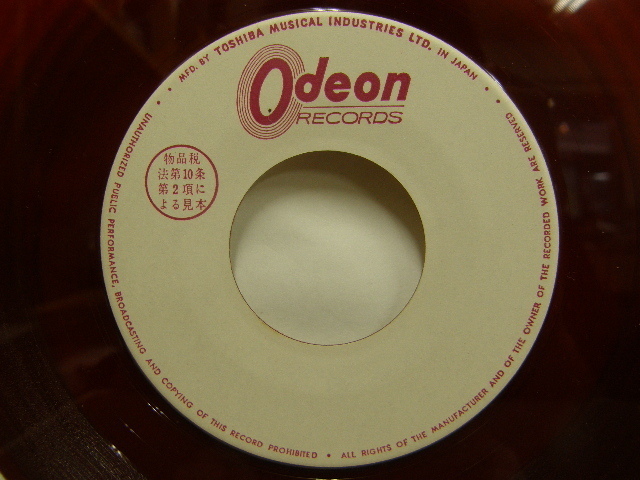 • MFD. BY TOSHIBA MUSICAL INDUSTRIES LTD. IN JAPAN •
Odeon
RECORDS
物品税
法第10条
第2項に
よる見本
• UNAUTHORIZED PUBLIC PERFORMANCE, BROADCASTING AND COPYING OF THIS RECORD PROHIBITED • ALL RIGHTS OF THE MANUFACTURER AND OF THE OWNER OF THE RECORDED WORK ARE RESERVED •